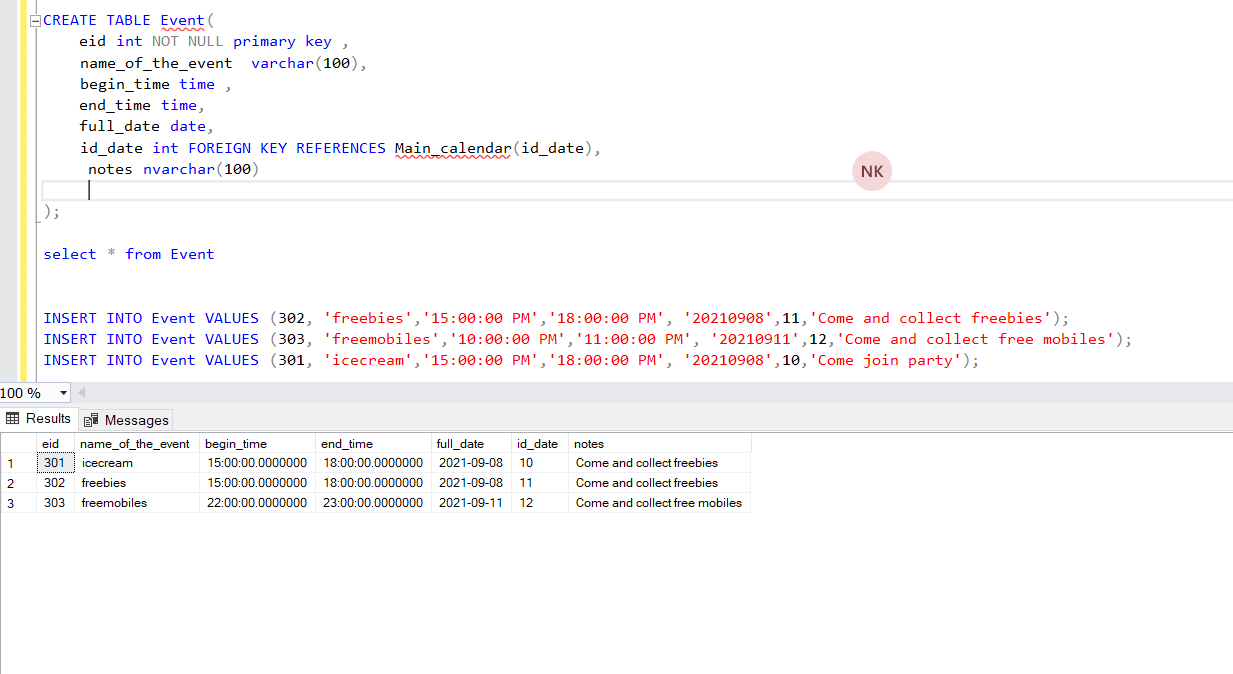 CREATE TABLE Event(
eid int NOT NULL primary key ,
name_of_the_event varchar(100),
begin_time time ,
end_time time,
full_date date,
id_date int FOREIGN KEY REFERENCES Main_calendar(id_date),
notes nvarchar(100)
NK
);
select * from Event
INSERT INTO Event VALUES (302, 'freebies','15:00:00 PM','18:00:00 PM', '20210908',11,'Come and collect freebies');
INSERT INTO Event VALUES (303, 'freemobiles','10:00:00 PM','11:00:00 PM', '20210911',12,'Come and collect free mobiles');
INSERT INTO Event VALUES (301, 'icecream','15:00:00 PM','18:00:00 PM', '20210908',10,'Come join party');
100 %
Results Messages
eid name_of_the_event begin_time end_time full_date id_date notes
1 301 icecream 15:00:00.0000000 18:00:00.0000000 2021-09-08 10 Come and collect freebies
2 302 freebies 15:00:00.0000000 18:00:00.0000000 2021-09-08 11 Come and collect freebies
3 303 freemobiles 22:00:00.0000000 23:00:00.0000000 2021-09-11 12 Come and collect free mobiles